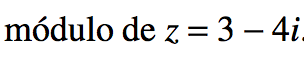 módulo de z = 3 − 4i.